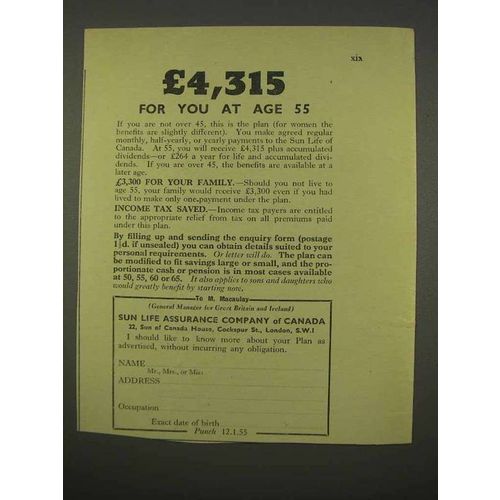 xix
£4,315
FOR YOU AT AGE 55
If you are not over 45, this is the plan (for women the
benefits are slightly different). You make agreed regular
monthly, half-yearly, or yearly payments to the Sun Life of
Canada. At 55, you will receive £4,315 plus accumulated
dividends—or £264 a year for life and accumulated divi-
dends. If you are over 45, the benefits are available at a
later age.
£3,300 FOR YOUR FAMILY.—Should you not live to
age 55, your family would receive £3,300 even if you had
lived to make only one payment under the plan.
INCOME TAX SAVED.—Income tax payers are entitled
to the appropriate relief from tax on all premiums paid
under this plan.
By filling up and sending the enquiry form (postage
1½d. if unsealed) you can obtain details suited to your
personal requirements. Or letter will do. The plan can
be modified to fit savings large or small, and the pro-
portionate cash or pension is in most cases available
at 50, 55, 60 or 65. It also applies to sons and daughters who
would greatly benefit by starting now.
To M. Macaulay
(General Manager for Great Britain and Ireland)
SUN LIFE ASSURANCE COMPANY of CANADA
22, Sun of Canada House, Cockspur St., London, S.W.1
I should like to know more about your Plan as
advertised, without incurring any obligation.
NAME
Mr., Mrs., or Miss
ADDRESS
Occupation
Exact date of birth
Punch 12.1.55